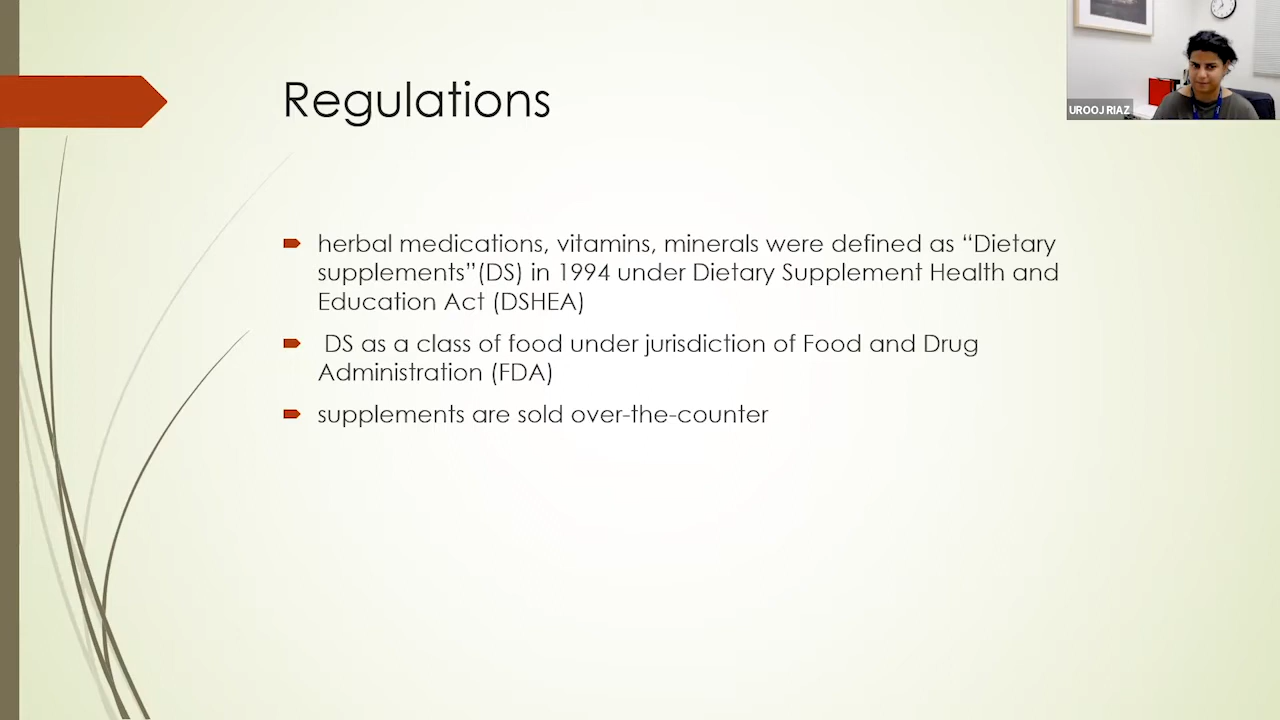 Regulations
UROOJ RIAZ
herbal medications, vitamins, minerals were defined as “Dietary
supplements”(DS) in 1994 under Dietary Supplement Health and
Education Act (DSHEA)
DS as a class of food under jurisdiction of Food and Drug
Administration (FDA)
supplements are sold over-the-counter